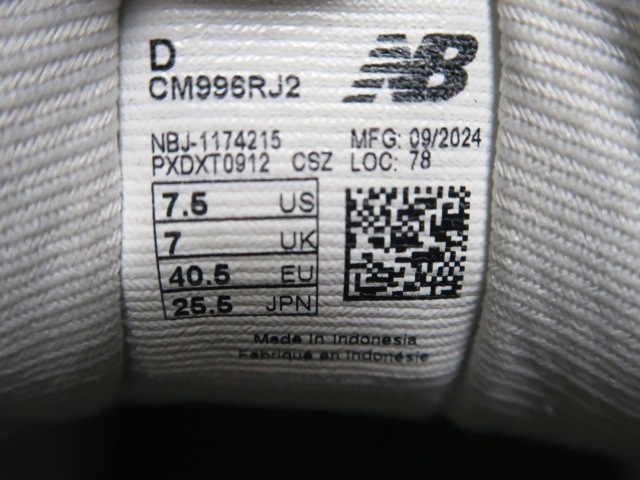 D
CM996RJ2
NB
NBJ-1174215 MFG: 09/2024
PXDXT0912 CSZ LOC: 78
7.5 US
7 UK
40.5 EU
25.5 JPN
Made in Indonesia
Fabriqué en Indonésie